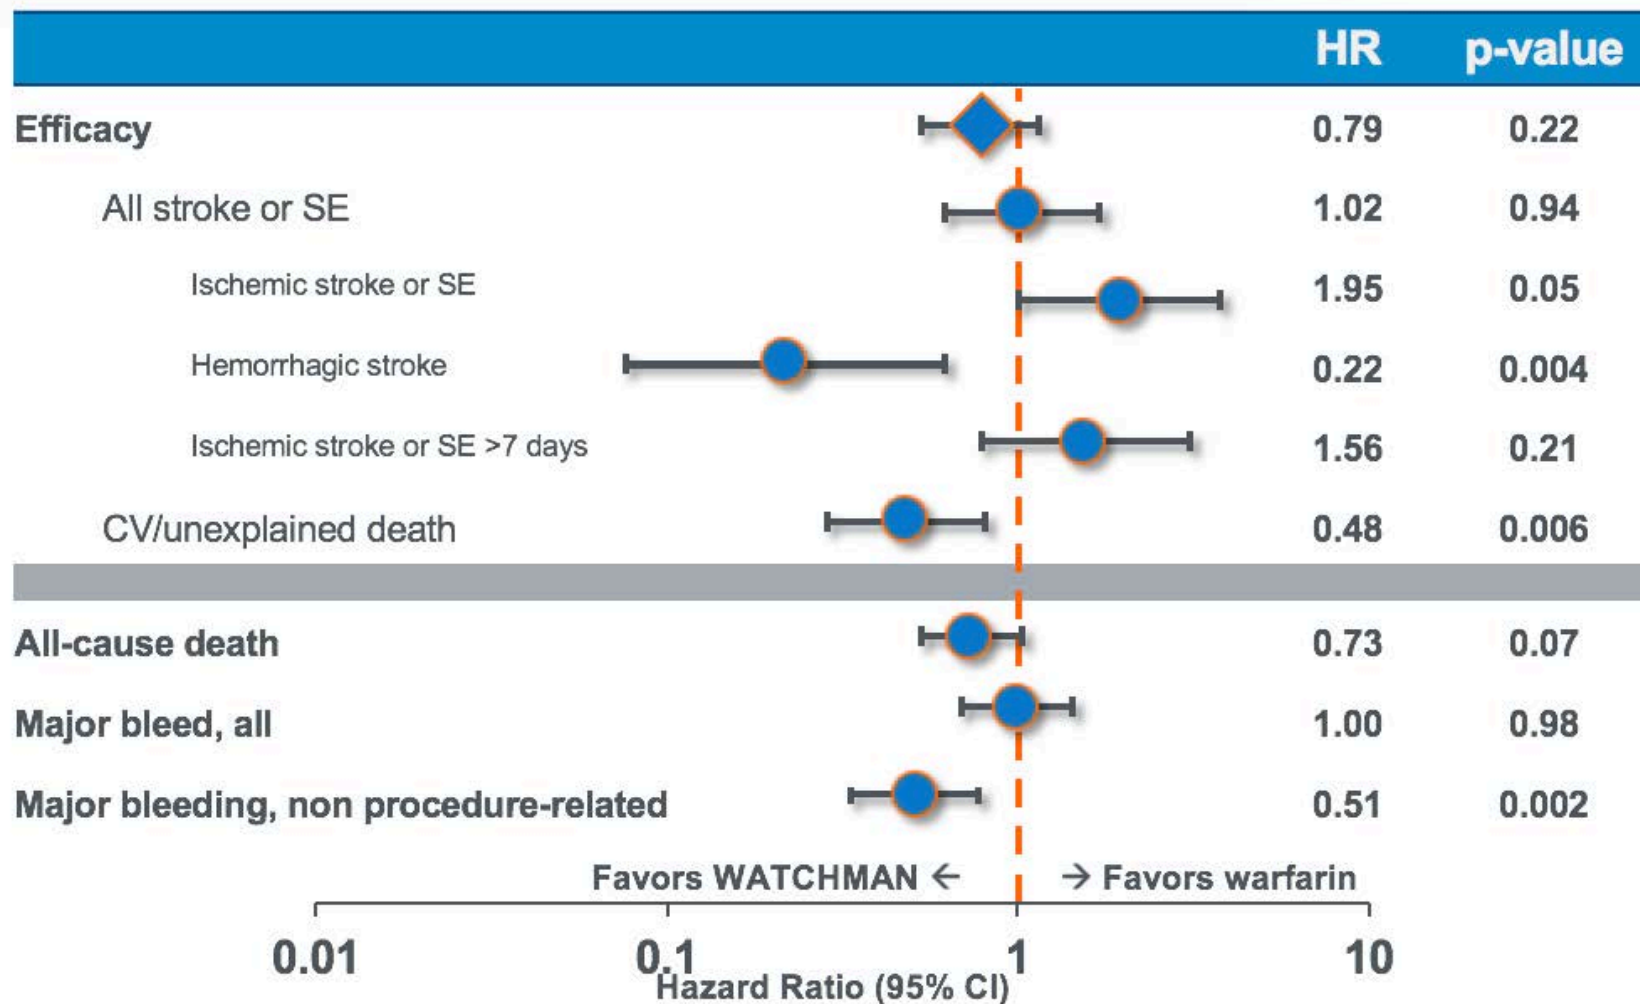 HR p-value
Efficacy 0.79 0.22
All stroke or SE 1.02 0.94
Ischemic stroke or SE 1.95 0.05
Hemorrhagic stroke 0.22 0.004
Ischemic stroke or SE >7 days 1.56 0.21
CV/unexplained death 0.48 0.006
All-cause death 0.73 0.07
Major bleed, all 1.00 0.98
Major bleeding, non procedure-related 0.51 0.002
Favors WATCHMAN ← → Favors warfarin
0.01 0.1 1 10
Hazard Ratio (95% CI)